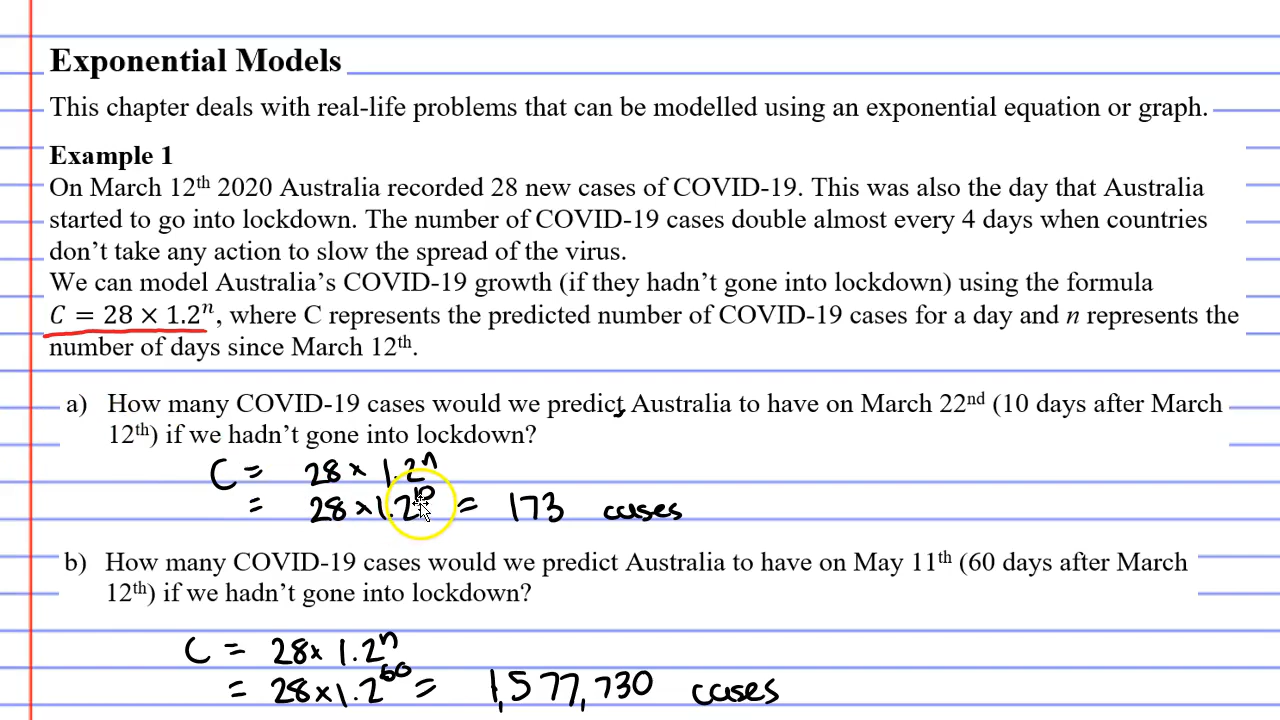 Exponential Models
This chapter deals with real-life problems that can be modelled using an exponential equation or graph.
Example 1
On March 12th 2020 Australia recorded 28 new cases of COVID-19. This was also the day that Australia
started to go into lockdown. The number of COVID-19 cases double almost every 4 days when countries
don’t take any action to slow the spread of the virus.
We can model Australia’s COVID-19 growth (if they hadn’t gone into lockdown) using the formula
C = 28 × 1.2ⁿ, where C represents the predicted number of COVID-19 cases for a day and n represents the
number of days since March 12th.
a) How many COVID-19 cases would we predict, Australia to have on March 22nd (10 days after March
12th) if we hadn’t gone into lockdown?
C = 28 × 1.2ⁿ
= 28 × 1.2¹⁰ = 173 cases
b) How many COVID-19 cases would we predict Australia to have on May 11th (60 days after March
12th) if we hadn’t gone into lockdown?
C = 28 × 1.2ⁿ
= 28 × 1.2⁶⁰ = 1,577,730 cases